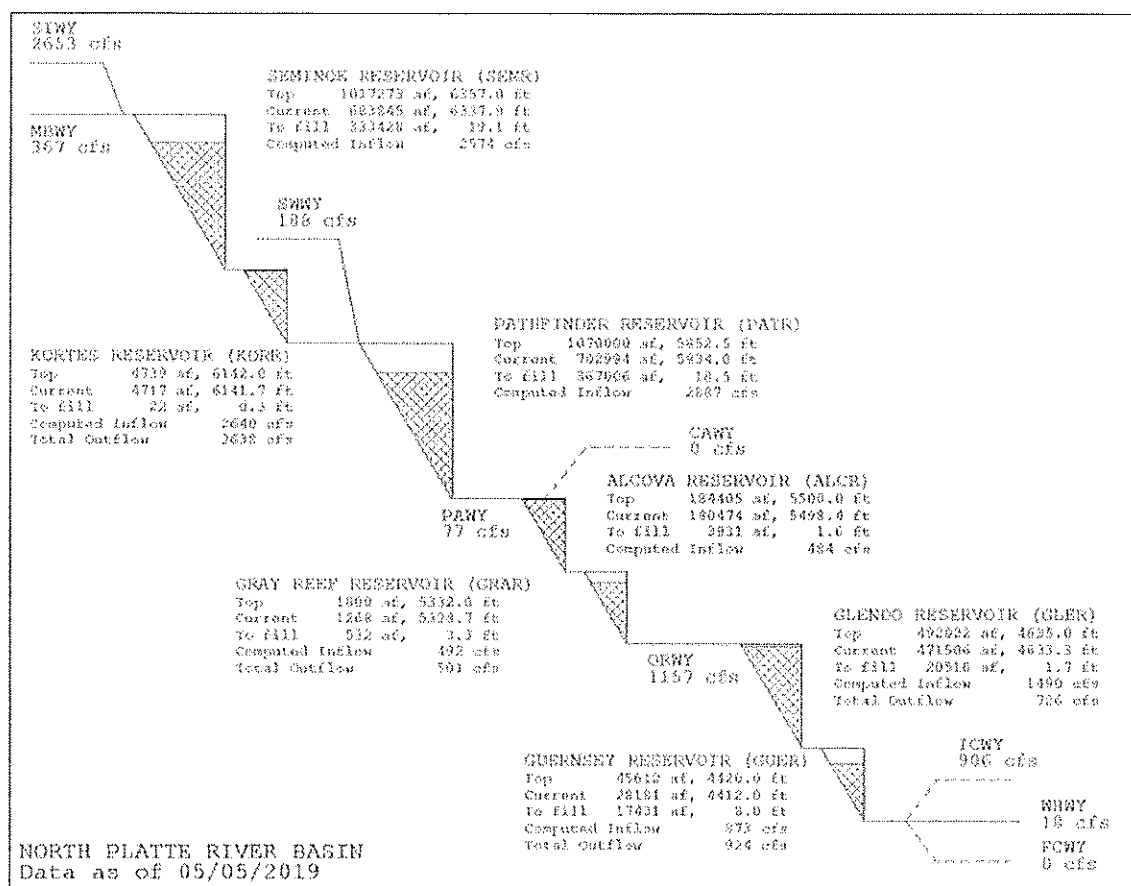 SIWY
2653 cfs
SEMINOE RESERVOIR (SEMR)
Top 1017273 af, 6357.0 ft
Current 683845 af, 6337.9 ft
To fill 333428 af, 19.1 ft
Computed Inflow 2574 cfs
MBWY
367 cfs
SWWY
188 cfs
PATHFINDER RESERVOIR (PATR)
Top 1070000 af, 5852.5 ft
Current 702994 af, 5834.0 ft
To fill 367006 af, 18.5 ft
Computed Inflow 2887 cfs
KORTES RESERVOIR (KORR)
Top 4739 af, 6142.0 ft
Current 4717 af, 6141.7 ft
To fill 22 af, 0.3 ft
Computed Inflow 2640 cfs
Total Outflow 2638 cfs
CAWY
0 cfs
ALCOVA RESERVOIR (ALCR)
Top 184405 af, 5500.0 ft
Current 180474 af, 5498.4 ft
To fill 3931 af, 1.6 ft
Computed Inflow 484 cfs
PAWY
77 cfs
GRAY REEF RESERVOIR (GRAR)
Top 1800 af, 5332.0 ft
Current 1268 af, 5328.7 ft
To fill 532 af, 3.3 ft
Computed Inflow 492 cfs
Total Outflow cfs
GLENDO RESERVOIR (GLER)
Top 492022 af, 4635.0 ft
Current 471506 af, 4633.3 ft
To fill 20516 af, 1.7 ft
Computed Inflow 1490 cfs
Total Outflow 726 cfs
ORWY
1157 cfs
GUERNSEY RESERVOIR (GUER)
Top 45612 af, 4420.0 ft
Current 28181 af, 4412.0 ft
To fill 17431 af, 8.0 ft
Computed Inflow 873 cfs
Total Outflow 924 cfs
ICWY
906 cfs
WHWY
18 cfs
FCWY
0 cfs
NORTH PLATTE RIVER BASIN
Data as of 05/05/2019